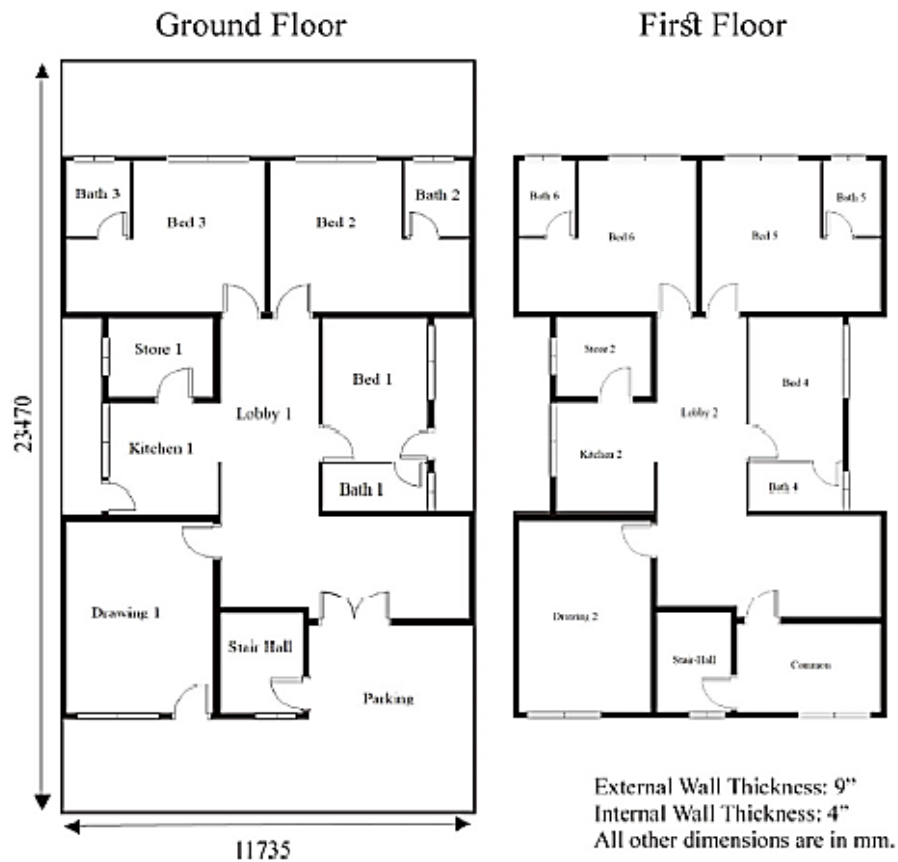 Ground Floor
First Floor
Bath 3
Bed 3
Bed 2
Bath 2
Bath 6
Bed 6
Bed 5
Bath 5
Store 1
Lobby 1
Bed 1
Kitchen 1
Bath 1
Store 2
Lobby 2
Bed 4
Kitchen 2
Bath 4
23470
Drawing 1
Stair Hall
Parking
Drawing 2
Stair-Hall
Common
11735
External Wall Thickness: 9”
Internal Wall Thickness: 4”
All other dimensions are in mm.